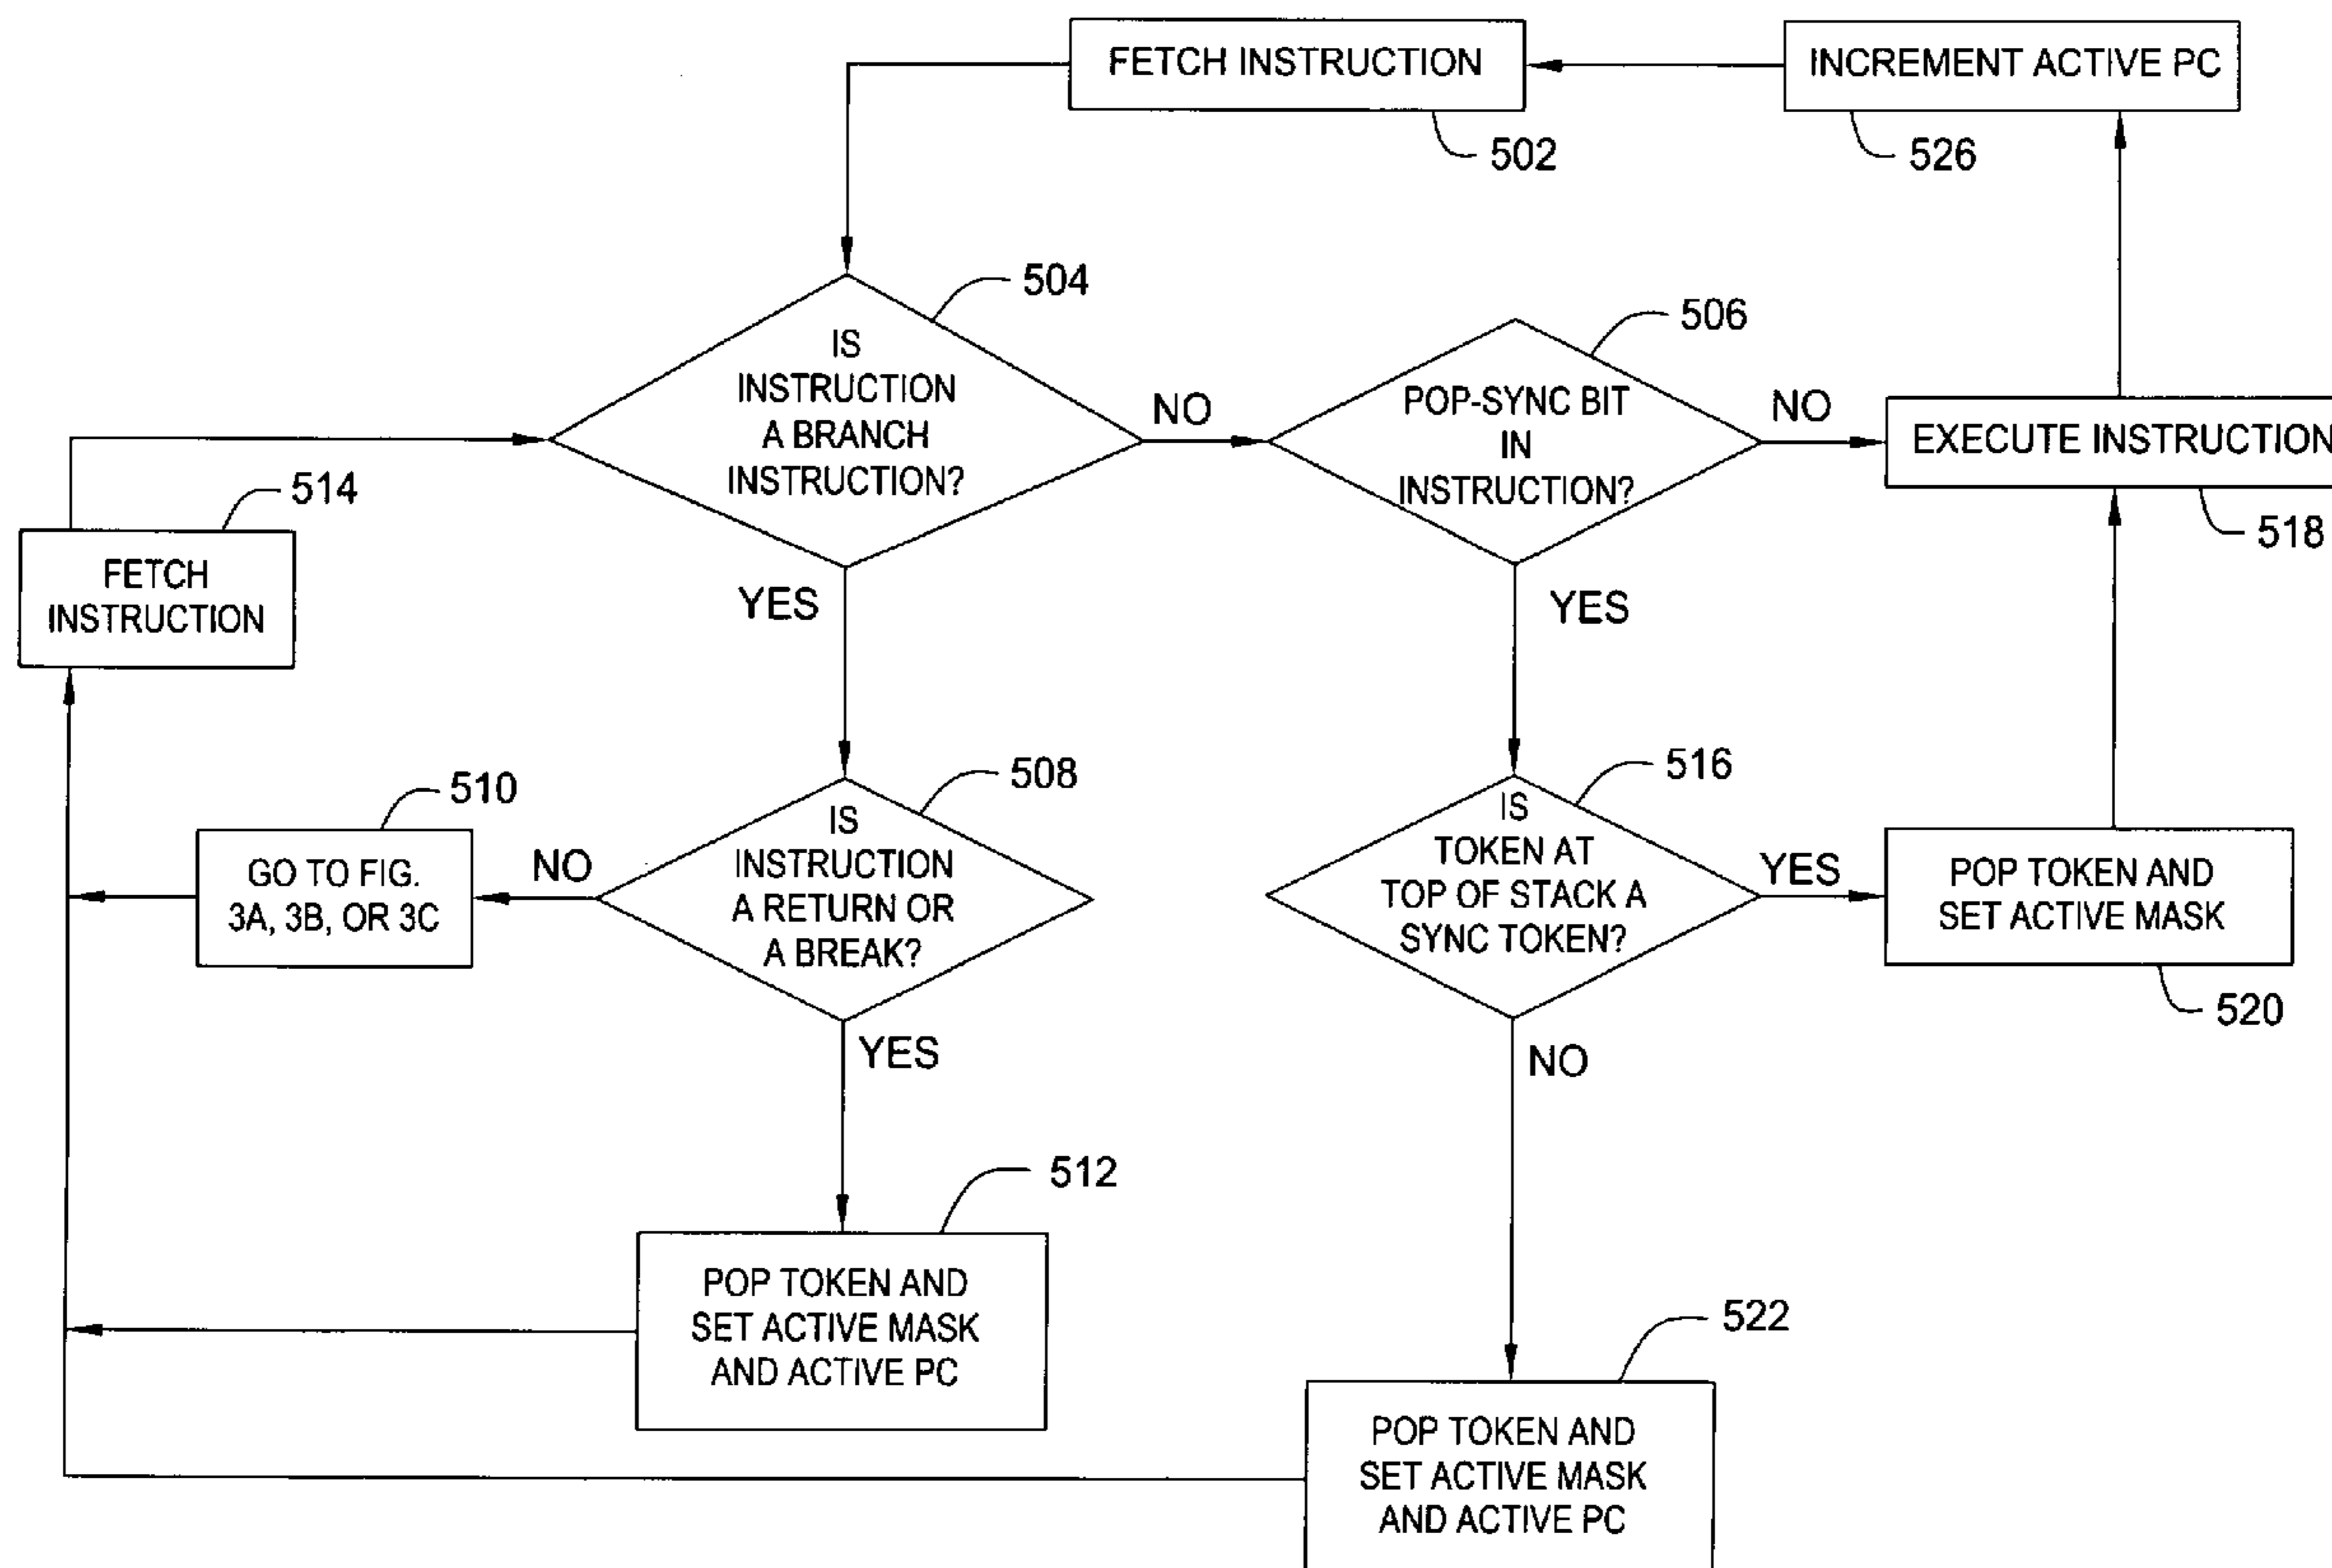 FETCH INSTRUCTION
502
INCREMENT ACTIVE PC
526
504
IS
INSTRUCTION
A BRANCH
INSTRUCTION?
NO
YES
506
POP-SYNC BIT
IN
INSTRUCTION?
NO
YES
EXECUTE INSTRUCTION
518
514
FETCH
INSTRUCTION
510
GO TO FIG.
3A, 3B, OR 3C
NO
508
IS
INSTRUCTION
A RETURN OR
A BREAK?
YES
516
IS
TOKEN AT
TOP OF STACK A
SYNC TOKEN?
YES
NO
POP TOKEN AND
SET ACTIVE MASK
520
512
POP TOKEN AND
SET ACTIVE MASK
AND ACTIVE PC
522
POP TOKEN AND
SET ACTIVE MASK
AND ACTIVE PC